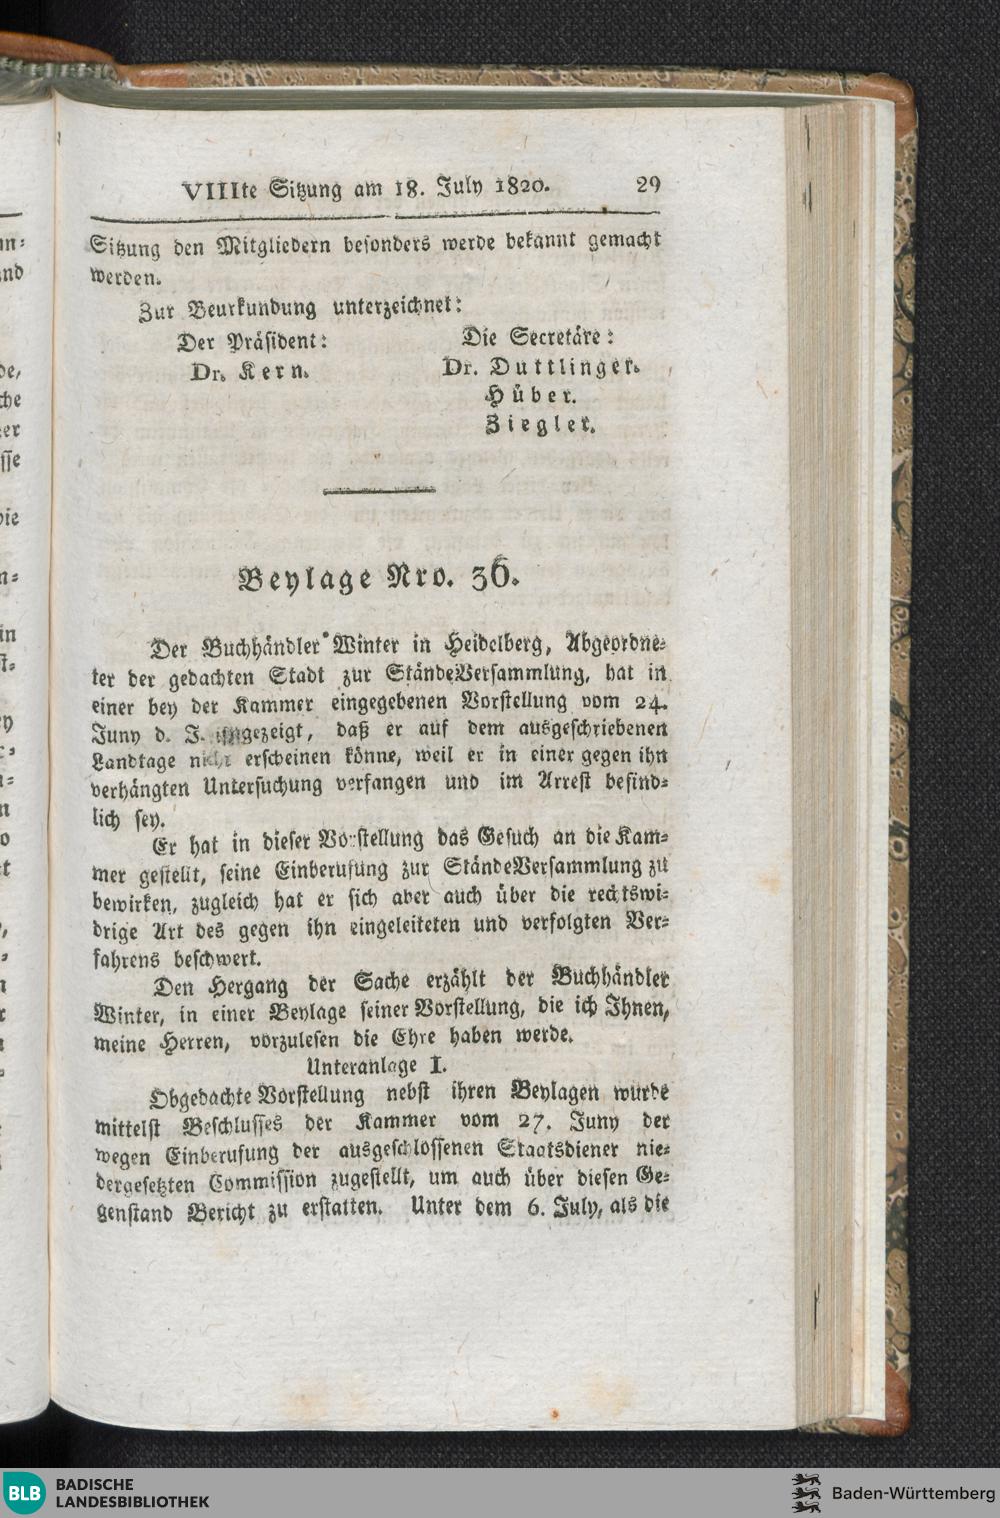 VIIIte Sitzung am 18. July 1820. 29
Sitzung den Mitgliedern besonders werde bekannt gemacht
werden.
Zur Beurkundung unterzeichnet:
Der Präsident: Die Secretäre:
Dr. Kern. Dr. Duttlinger.
Hüber.
Ziegler.
Beylage Nro. 36.
Der Buchhändler Winter in Heidelberg, Abgeordne-
ter der gedachten Stadt zur StändeVersammlung, hat in
einer bey der Kammer eingegebenen Vorstellung vom 24.
Juny d. J. angezeigt, daß er auf dem ausgeschriebenen
Landtage nicht erscheinen könne, weil er in einer gegen ihn
verhängten Untersuchung verfangen und im Arrest befind-
lich sey.
Er hat in dieser Vorstellung das Gesuch an die Kam-
mer gestellt, seine Einberufung zur StändeVersammlung zu
bewirken, zugleich hat er sich aber auch über die rechtswi-
drige Art des gegen ihn eingeleiteten und verfolgten Ver-
fahrens beschwert.
Den Hergang der Sache erzählt der Buchhändler
Winter, in einer Beylage seiner Vorstellung, die ich Ihnen,
meine Herren, vorzulesen die Ehre haben werde.
Unteranlage I.
Obgedachte Vorstellung nebst ihren Beylagen wurde
mittelst Beschlusses der Kammer vom 27. Juny der
wegen Einberufung der ausgeschlossenen Staatsdiener nie-
dergesetzten Commission zugestellt, um auch über diesen Ge-
genstand Bericht zu erstatten. Unter dem 6. July, als die
BLB BADISCHE
LANDESBIBLIOTHEK
Baden-Württemberg